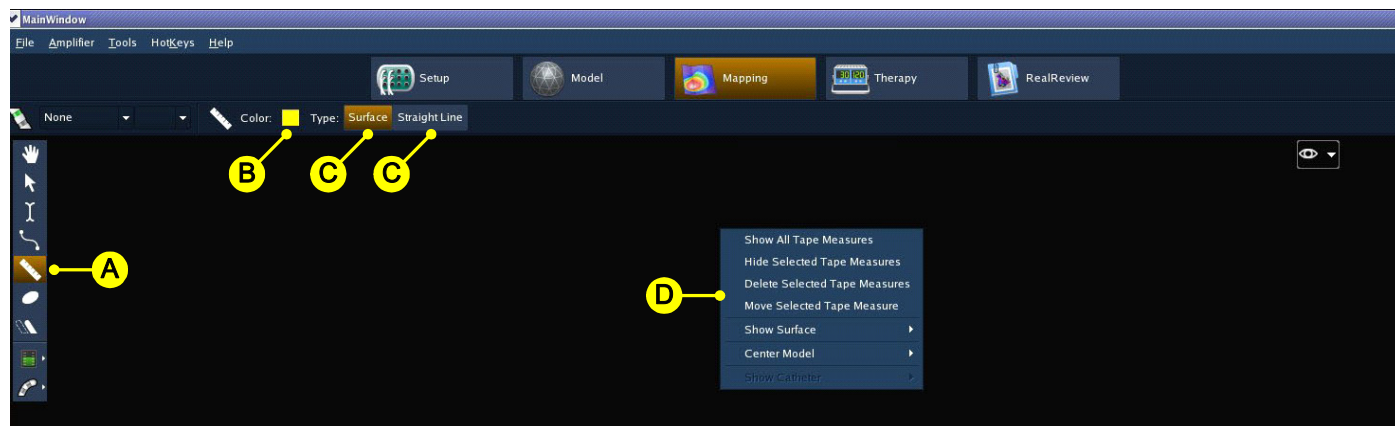 MainWindow
File Amplifier Tools HotKeys Help
Setup Model Mapping 30 120 Therapy RealReview
None Color: Type: Surface Straight Line
B C C
A
Show All Tape Measures
Hide Selected Tape Measures
Delete Selected Tape Measures
D
Move Selected Tape Measure
Show Surface
Center Model
Show Catheter